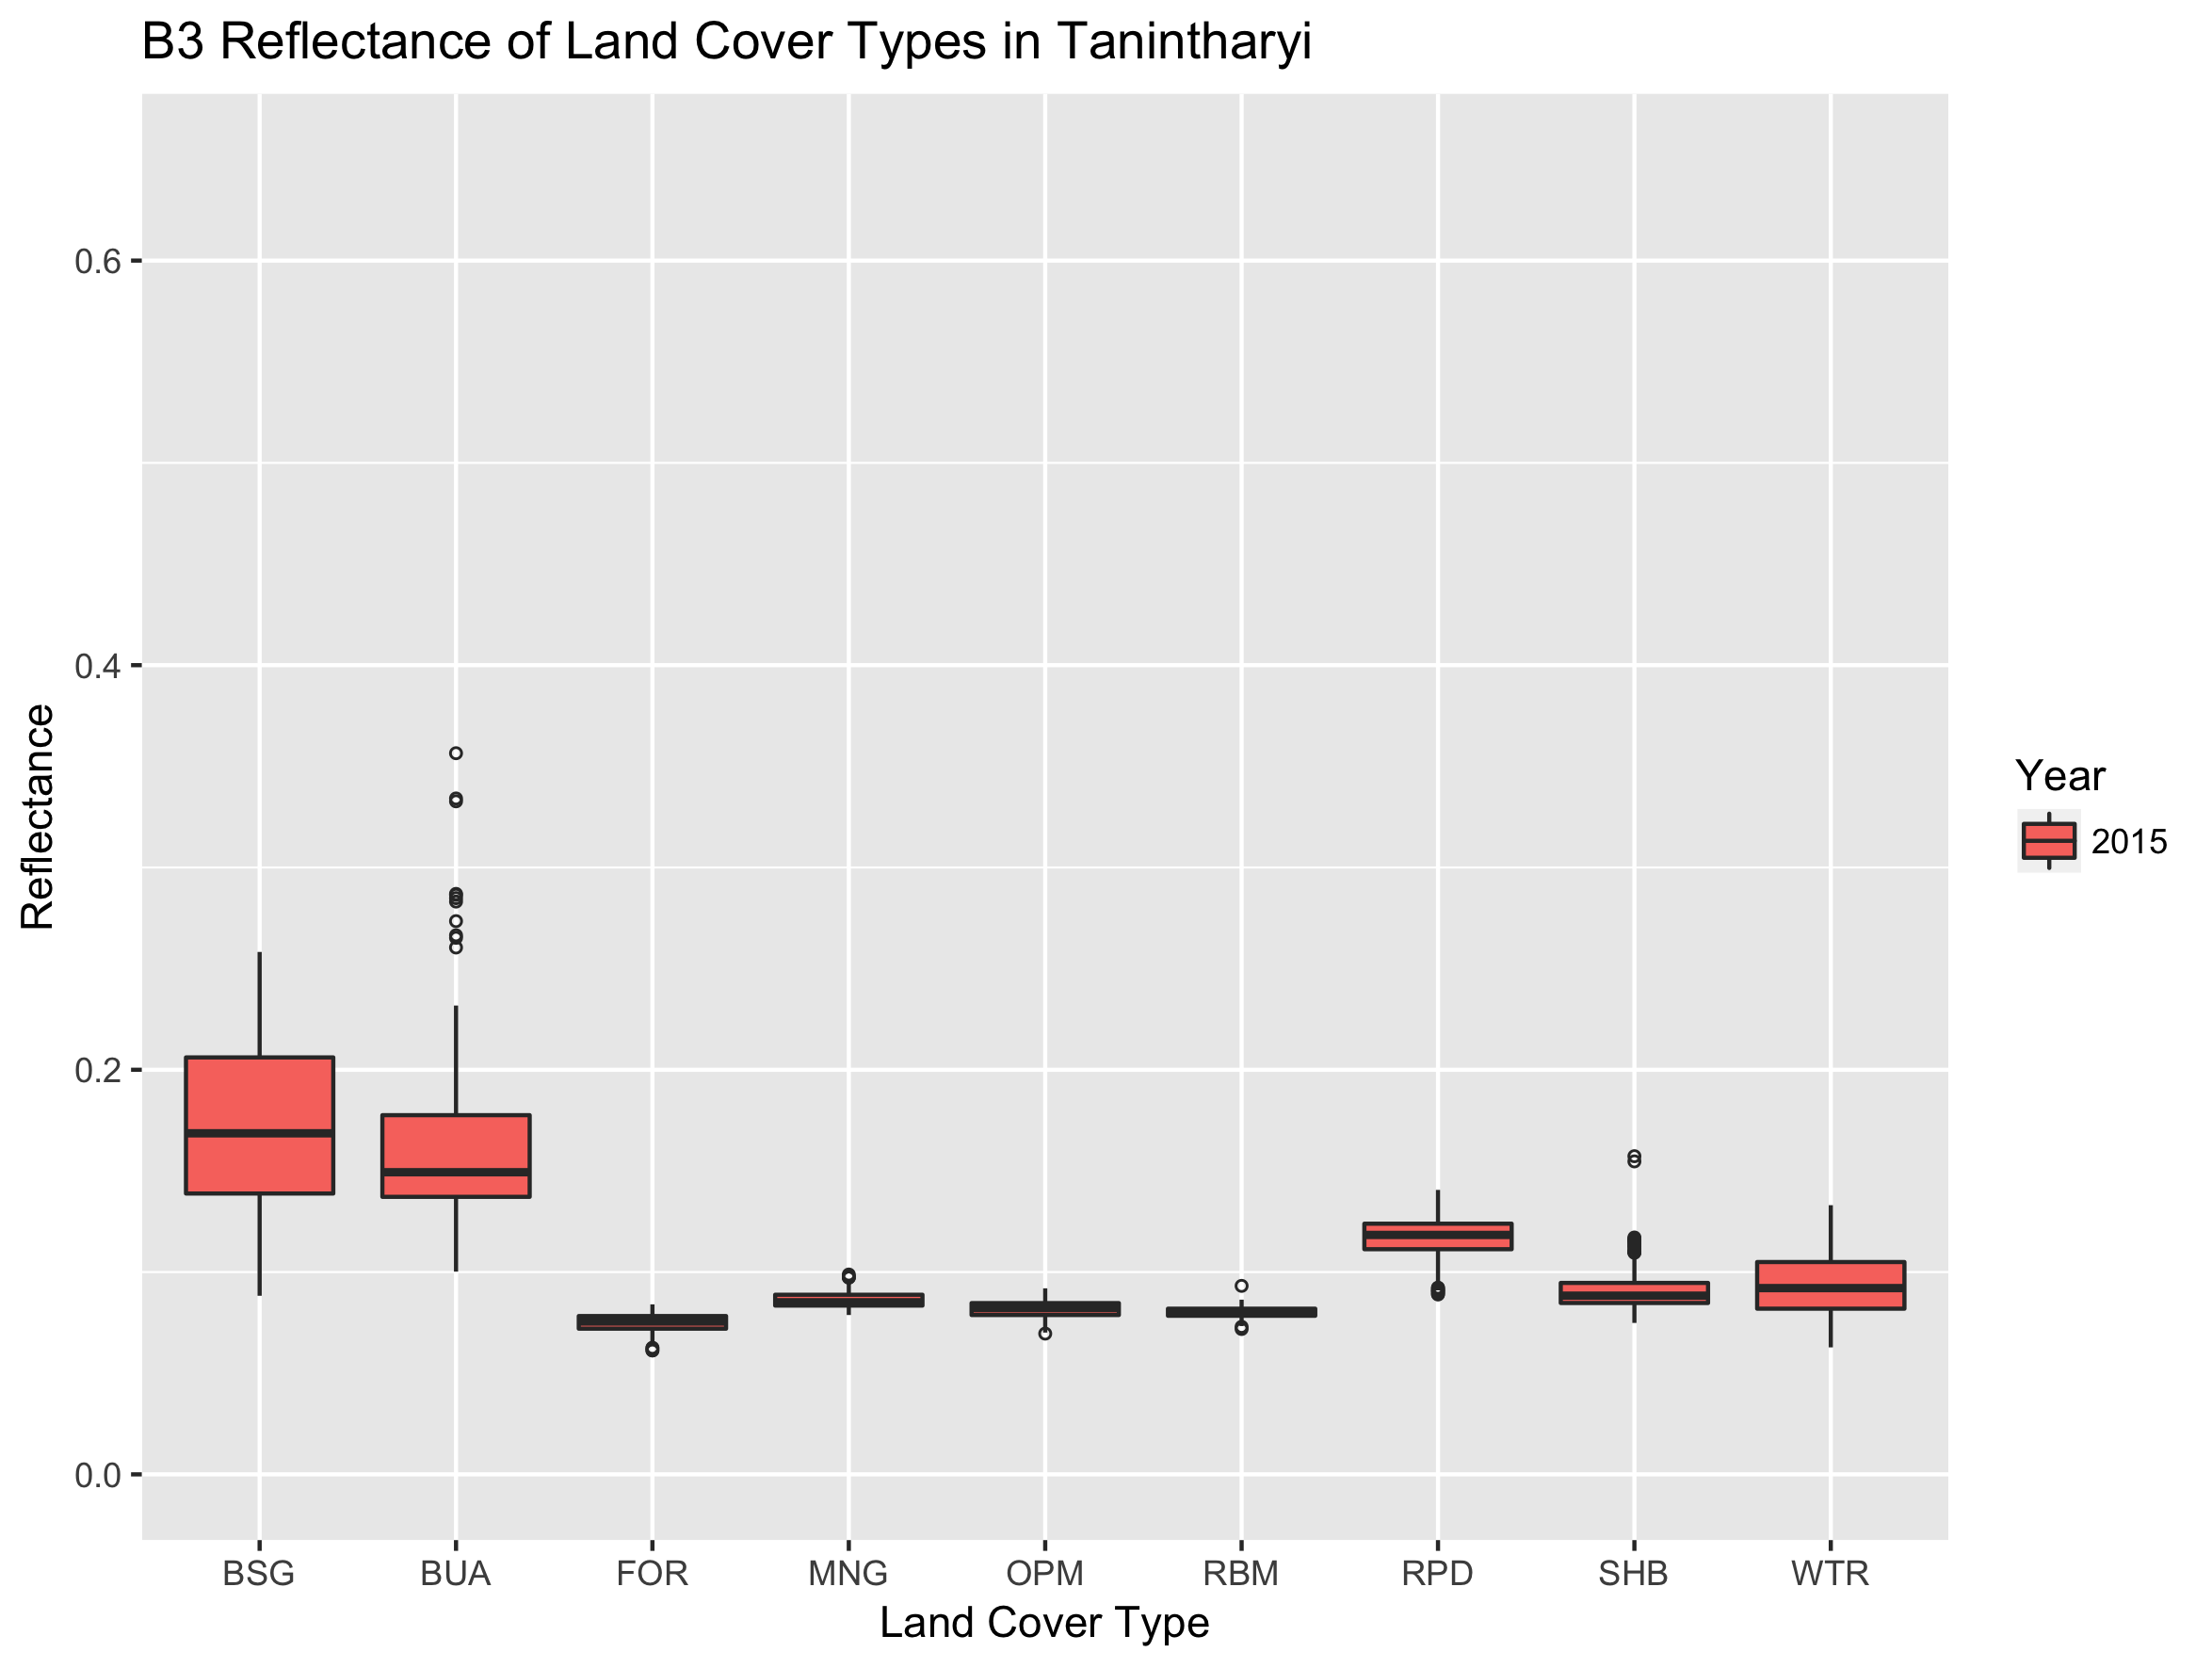 B3 Reflectance of Land Cover Types in Tanintharyi
0.6
0.4
0.2
0.0
Reflectance
BSG BUA FOR MNG OPM RBM RPD SHB WTR
Land Cover Type
Year
2015